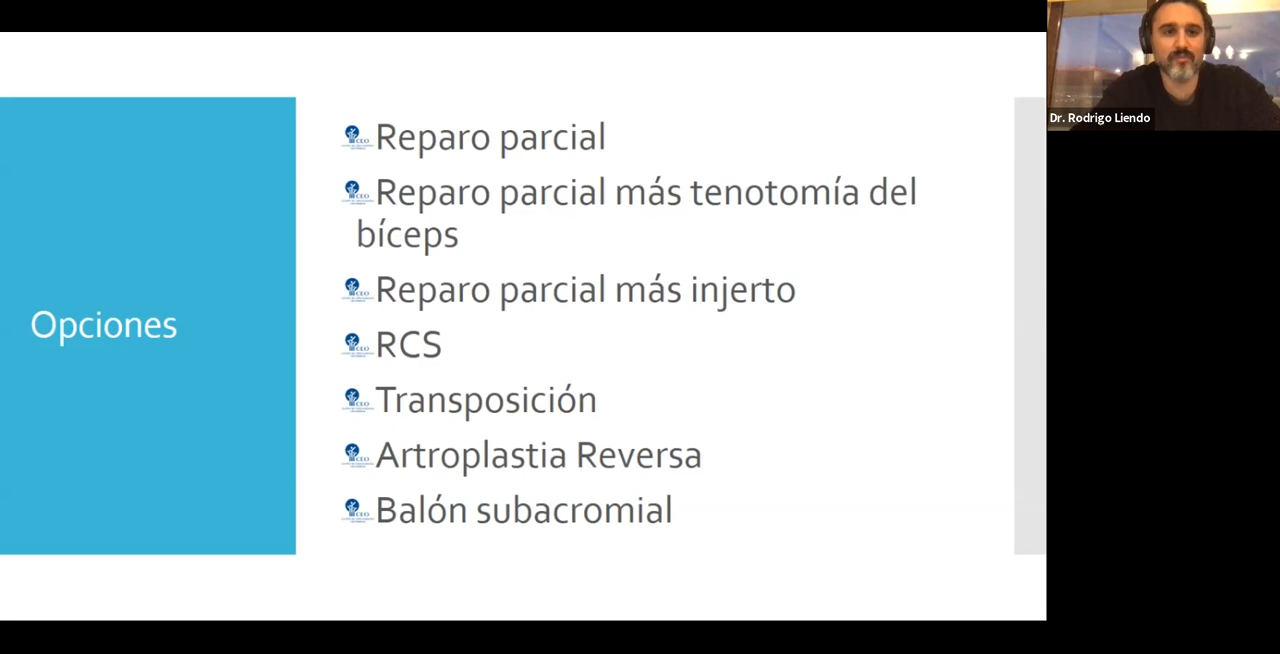 Opciones
Reparo parcial
Reparo parcial más tenotomía del
bíceps
Reparo parcial más injerto
RCS
Transposición
Artroplastia Reversa
Balón subacromial
Dr. Rodrigo Liendo